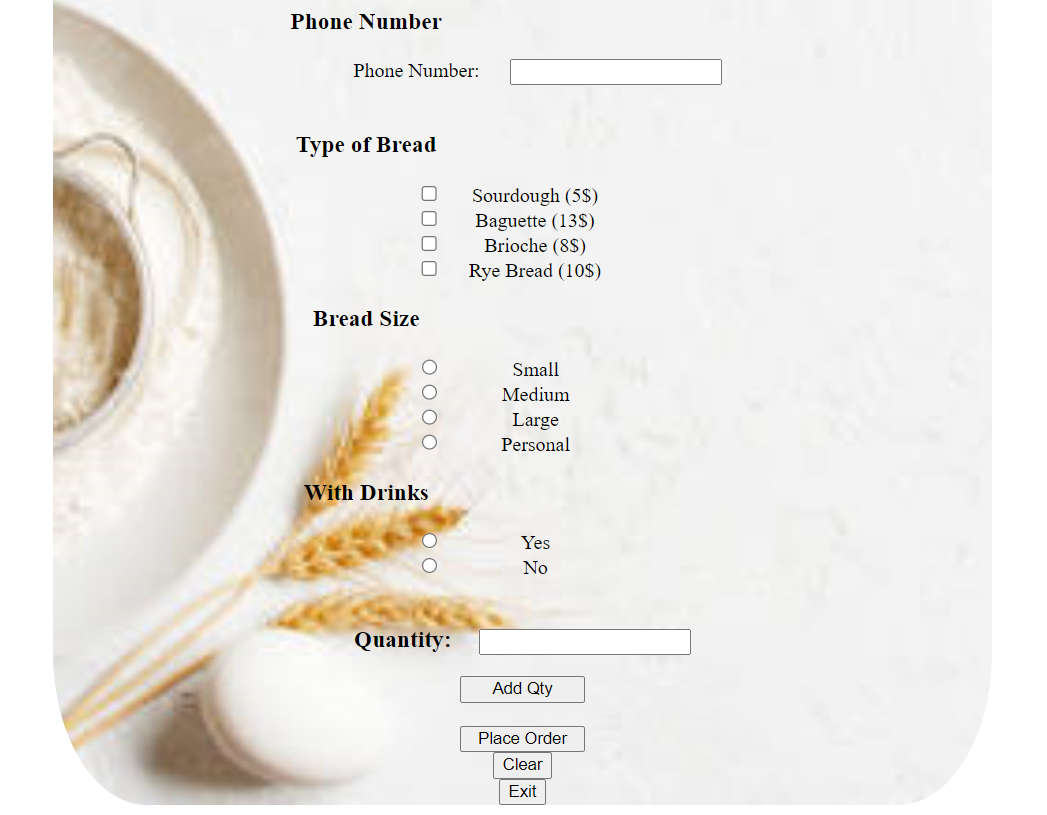 Phone Number
Phone Number:
Type of Bread
Sourdough (5$)
Baguette (13$)
Brioche (8$)
Rye Bread (10$)
Bread Size
Small
Medium
Large
Personal
With Drinks
Yes
No
Quantity:
Add Qty
Place Order
Clear
Exit